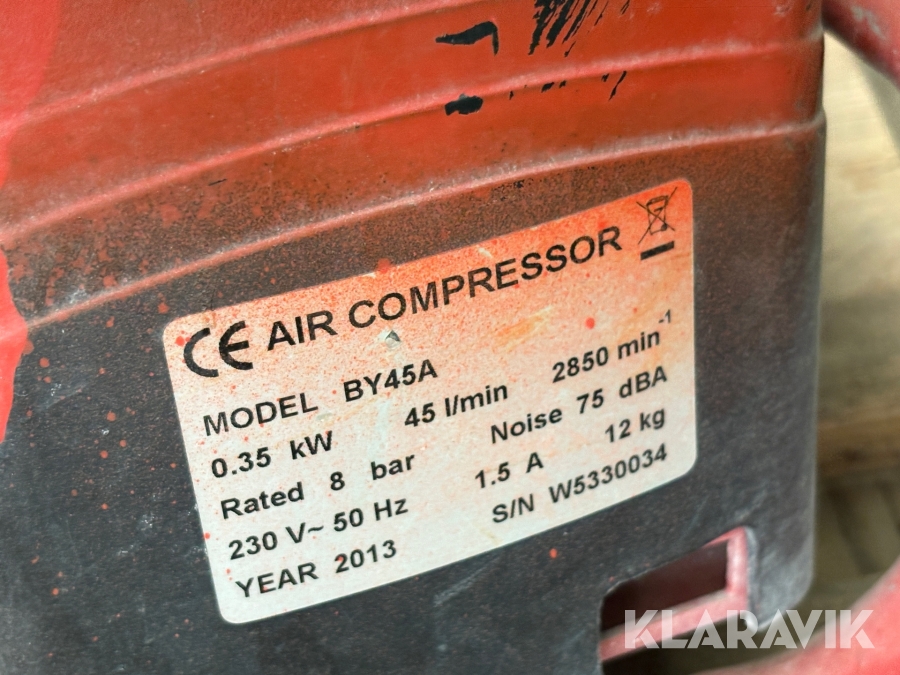 CE AIR COMPRESSOR
MODEL BY45A
0.35 kW 45 l/min 2850 min-1
Rated 8 bar Noise 75 dBA
230 V~ 50 Hz 1.5 A 12 kg
YEAR 2013 S/N W5330034
KLARAVIK